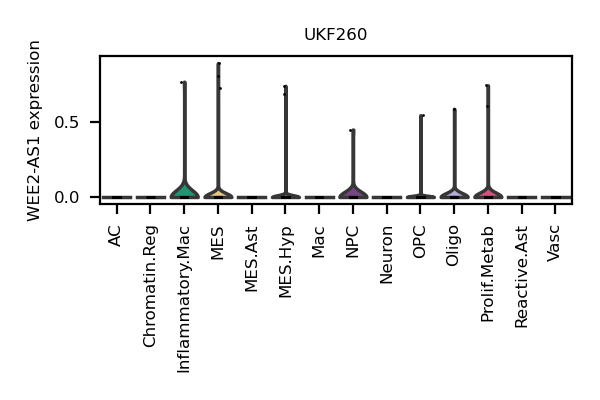 UKF260
WEE2-AS1 expression
0.5
0.0
AC
Chromatin.Reg
Inflammatory.Mac
MES
MES.Ast
MES.Hyp
Mac
NPC
Neuron
OPC
Oligo
Prolif.Metab
Reactive.Ast
Vasc